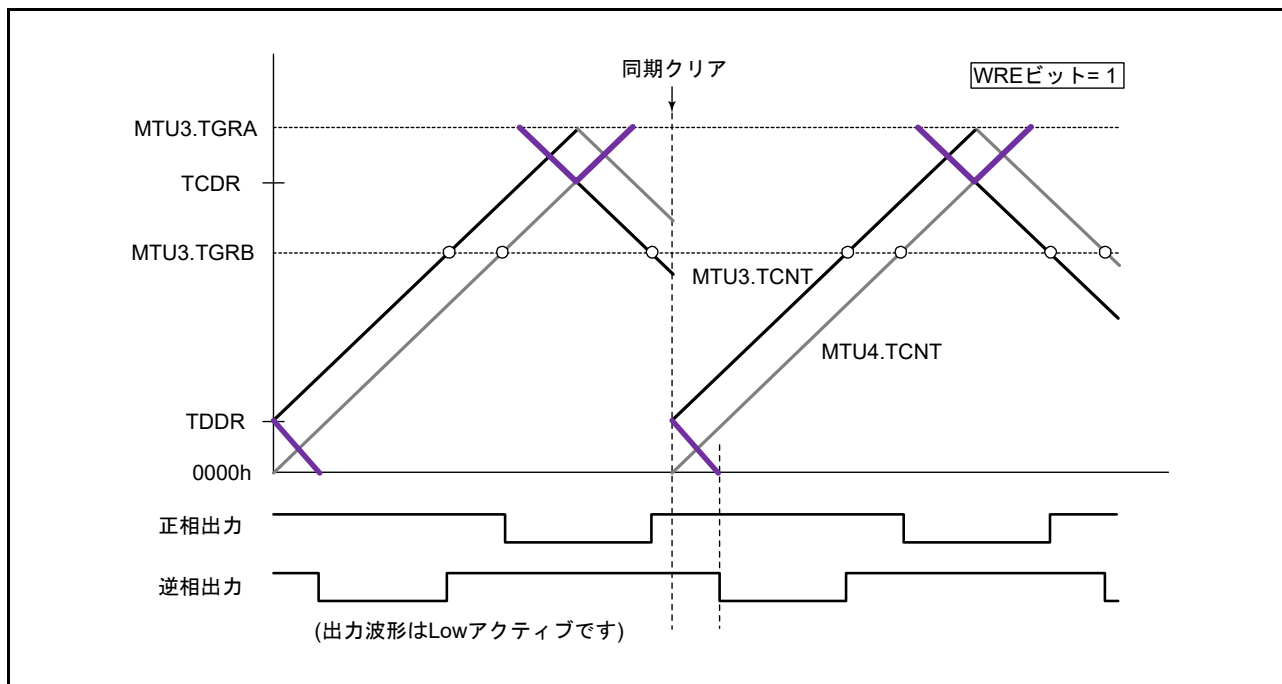 同期クリア
WREビット= 1
MTU3.TGRA
TCDR
MTU3.TGRB
MTU3.TCNT
MTU4.TCNT
TDDR
0000h
正相出力
逆相出力
(出力波形はLowアクティブです)